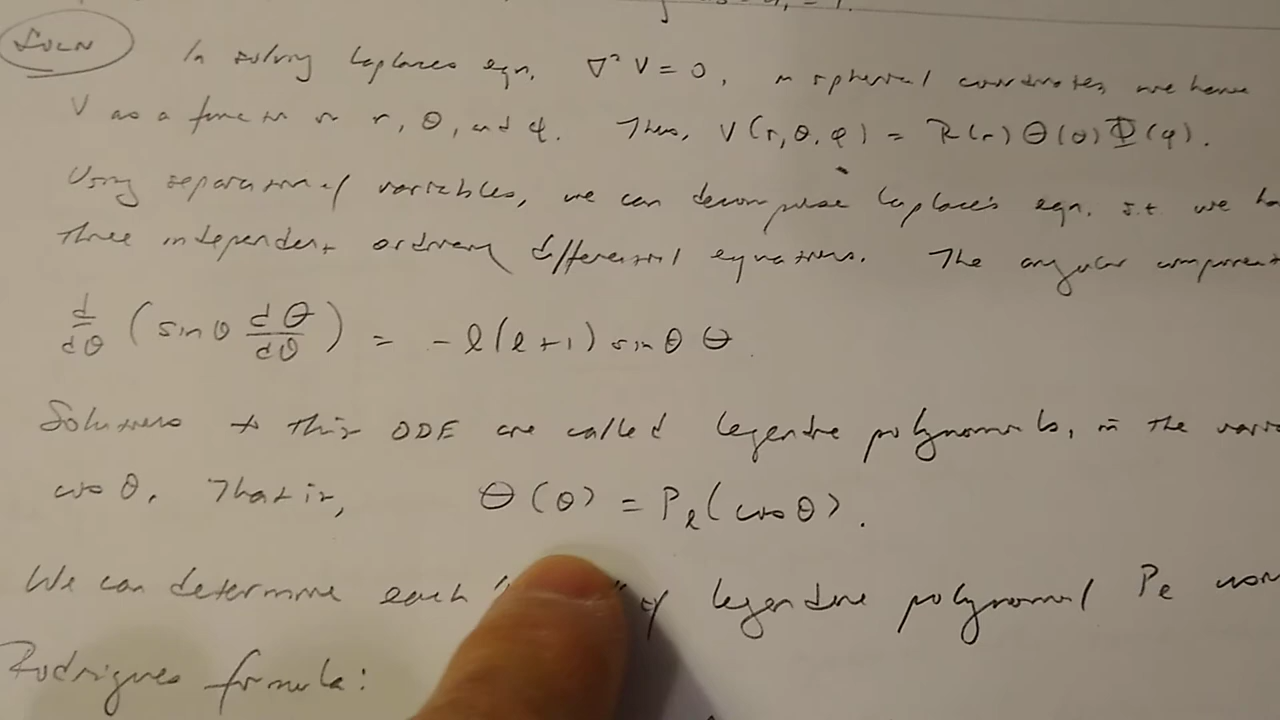 SOLN In solving Laplaces eqn. ∇²V = 0, in spherical coordinates, we have
V as a function of r, θ, and φ. Thus, V(r, θ, φ) = R(r) Θ(θ) Φ(φ).
Using separation of variables, we can decompose Laplace's eqn. s.t we
three independent ordinary differential equations. The angular component
d/dθ (sin θ dΘ/dθ) = -l(l+1) sin θ Θ
Solutions to this ODE are called Legendre polynomials, in the
cos θ. That is, Θ(θ) = P_l(cos θ).
We can determine each of Legendre polynomial P_l
Rodrigues formula: